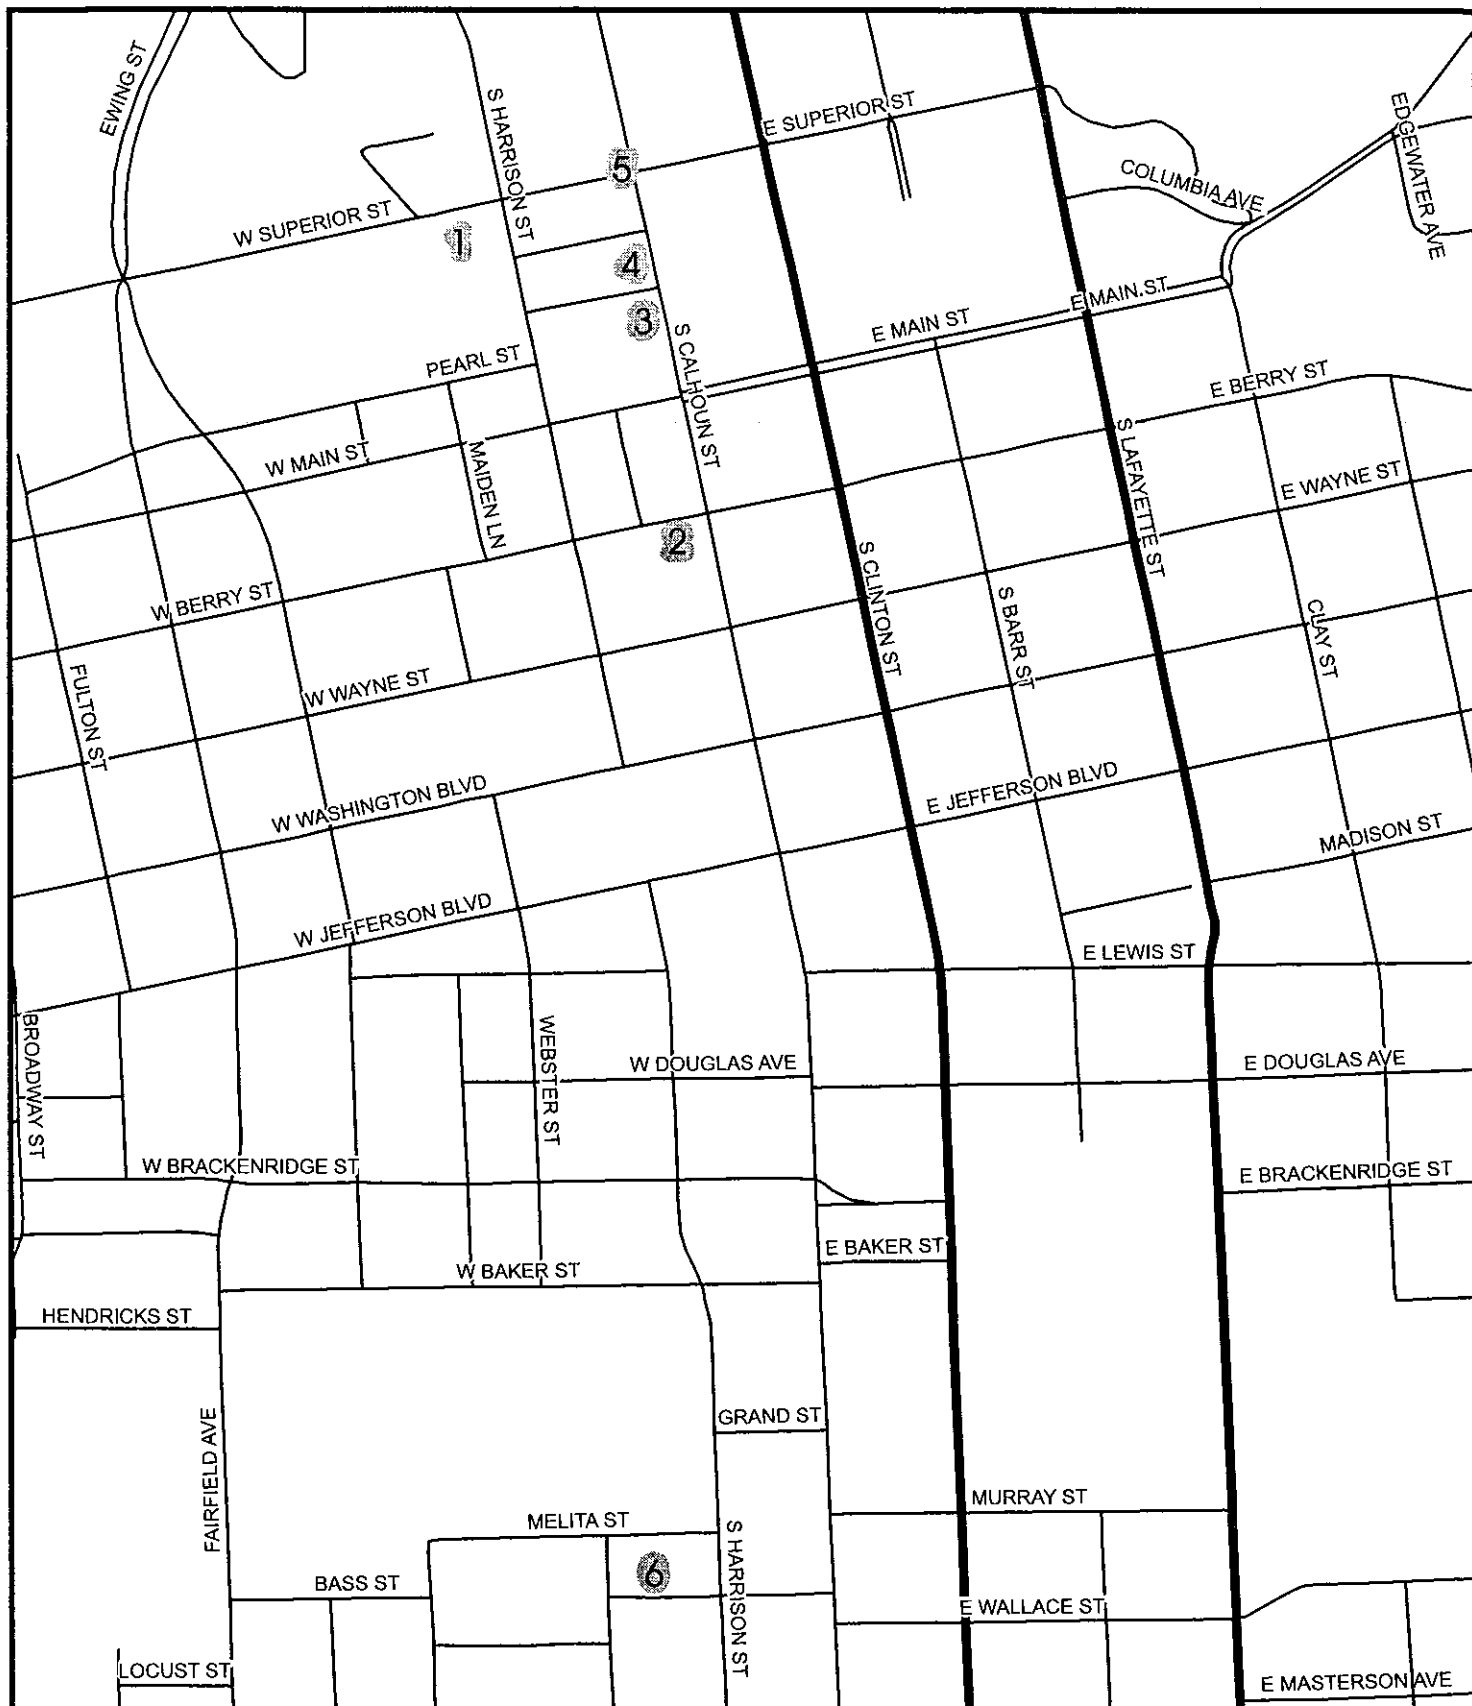 EWING ST
S HARRISON ST
E SUPERIOR ST
EDGEWATER AVE
5
COLUMBIA AVE
W SUPERIOR ST
1
4
E MAIN ST
3
E MAIN ST
S CALHOUN ST
PEARL ST
E BERRY ST
W MAIN ST
MAIDEN LN
S LAFAYETTE ST
E WAYNE ST
2
S CLINTON ST
W BERRY ST
S BARR ST
CLAY ST
FULTON ST
W WAYNE ST
W WASHINGTON BLVD
E JEFFERSON BLVD
MADISON ST
W JEFFERSON BLVD
E LEWIS ST
BROADWAY ST
WEBSTER ST
W DOUGLAS AVE
E DOUGLAS AVE
W BRACKENRIDGE ST
E BRACKENRIDGE ST
E BAKER ST
W BAKER ST
HENDRICKS ST
FAIRFIELD AVE
GRAND ST
MURRAY ST
MELITA ST
S HARRISON ST
6
BASS ST
E WALLACE ST
LOCUST ST
E MASTERSON AVE